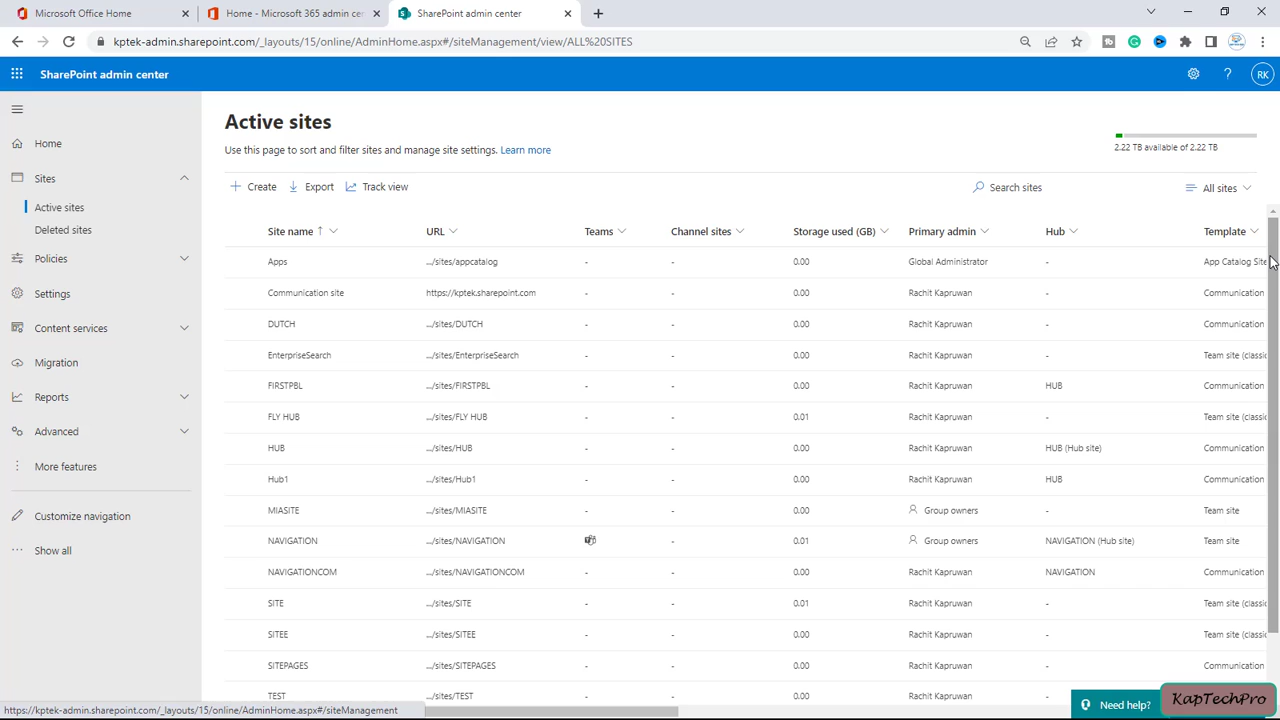 Microsoft Office Home
Home - Microsoft 365 admin cen
SharePoint admin center
kptek-admin.sharepoint.com/_layouts/15/online/AdminHome.aspx#/siteManagement/view/ALL%20SITES
SharePoint admin center
RK
Home
Sites
Active sites
Deleted sites
Policies
Settings
Content services
Migration
Reports
Advanced
More features
Customize navigation
Show all
Active sites
Use this page to sort and filter sites and manage site settings. Learn more
2.22 TB available of 2.22 TB
Create Export Track view Search sites All sites
Site name ↑ URL Teams Channel sites Storage used (GB) Primary admin Hub Template
Apps .../sites/appcatalog - - 0.00 Global Administrator - App Catalog Site
Communication site https://kptek.sharepoint.com - - 0.00 Rachit Kapruwan - Communication
DUTCH .../sites/DUTCH - - 0.00 Rachit Kapruwan - Communication
EnterpriseSearch .../sites/EnterpriseSearch - - 0.00 Rachit Kapruwan - Team site (classic
FIRSTPBL .../sites/FIRSTPBL - - 0.00 Rachit Kapruwan HUB Communication
FLY HUB .../sites/FLY HUB - - 0.01 Rachit Kapruwan - Team site (classic
HUB .../sites/HUB - - 0.00 Rachit Kapruwan HUB (Hub site) Communication
Hub1 .../sites/Hub1 - - 0.00 Rachit Kapruwan HUB Communication
MIASITE .../sites/MIASITE - - 0.00 Group owners - Team site
NAVIGATION .../sites/NAVIGATION - 0.01 Group owners NAVIGATION (Hub site) Team site
NAVIGATIONCOM .../sites/NAVIGATIONCOM - - 0.00 Rachit Kapruwan NAVIGATION Communication
SITE .../sites/SITE - - 0.01 Rachit Kapruwan - Team site (classic
SITEE .../sites/SITEE - - 0.00 Rachit Kapruwan - Team site (classic
SITEPAGES .../sites/SITEPAGES - - 0.00 Rachit Kapruwan - Communication
TEST .../sites/TEST - - 0.00 Rachit Kapruwan - Communication
https://kptek-admin.sharepoint.com/_layouts/15/online/AdminHome.aspx#/siteManagement
Need help?
KapTechPro